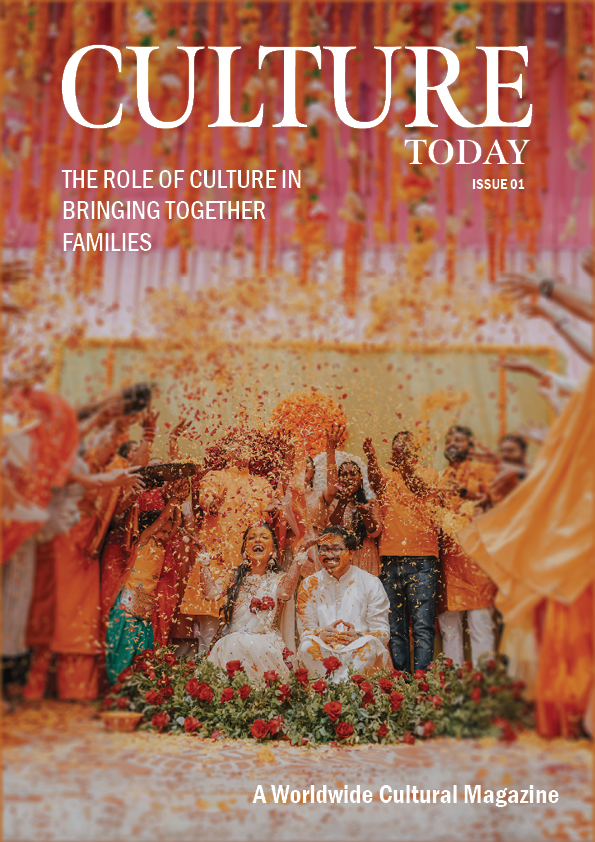 CULTURE
TODAY
ISSUE 01
THE ROLE OF CULTURE IN
BRINGING TOGETHER
FAMILIES
A Worldwide Cultural Magazine